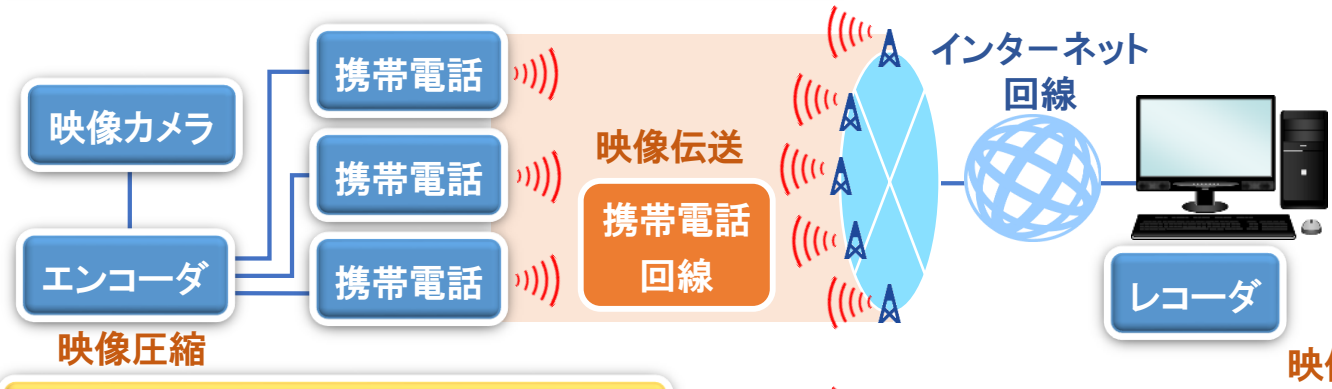 携帯電話
映像カメラ
携帯電話
携帯電話
エンコーダ
映像圧縮
映像伝送
携帯電話
回線
インターネット
回線
レコーダ